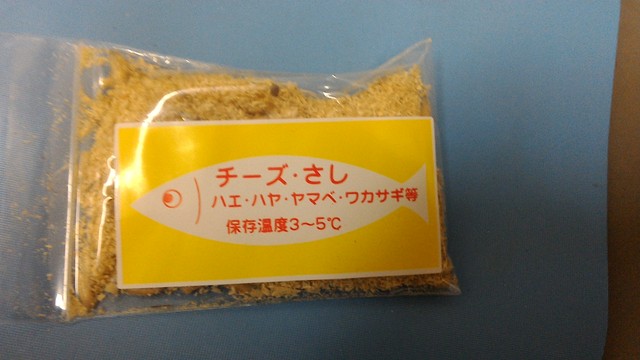 チーズ・さし
ハエ・ハヤ・ヤマベ・ワカサギ等
保存温度3〜5℃